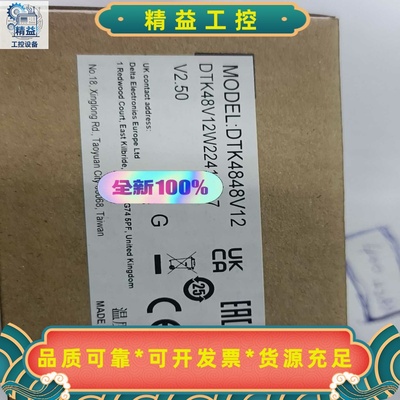 精益工控
精益
工控设备
MODEL:DTK4848V12
DTK48V12W2241
V2.50
UK contact address:
Delta Electronics Europe Ltd
1 Redwood Court, East Kilbride,
G74 5PF, United Kingdom
No.18, Xinglong Rd., Taoyuan City
Taiwan
全新100%
G
25
UK
CA
EAC
MADE
品质可靠*可开发票*货源充足